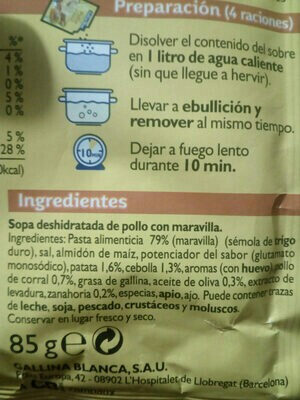 Preparación (4 raciones)
Disolver el contenido del sobre
en 1 litro de agua caliente
(sin que llegue a hervir).
Llevar a ebullición y
remover al mismo tiempo.
10 min
Dejar a fuego lento
durante 10 min.
%*
4%
1%
0%
5%
0%
5%
28%
0kcal)
Ingredientes
Sopa deshidratada de pollo con maravilla.
Ingredientes: Pasta alimenticia 79% (maravilla) (sémola de trigo
duro), sal, almidón de maíz, potenciador del sabor (glutamato
monosódico), patata 1,6%, cebolla 1,3%, aromas (con huevo), pollo
de corral 0,7%, grasa de gallina, aceite de oliva 0,3%, extracto de
levadura, zanahoria 0,2%, especias, apio, ajo. Puede contener trazas
de leche, soja, pescado, crustáceos y moluscos.
Conservar en lugar fresco y seco.
85 g e
GALLINA BLANCA, S.A.U.
Europa, 42 - 08902 L'Hospitalet de Llobregat (Barcelona)
company